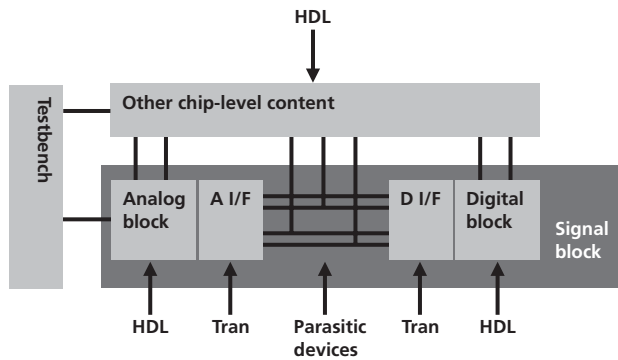 HDL
Other chip-level content
Testbench
Analog
block
A I/F
D I/F
Digital
block
Signal
block
HDL
Tran
Parasitic
devices
Tran
HDL